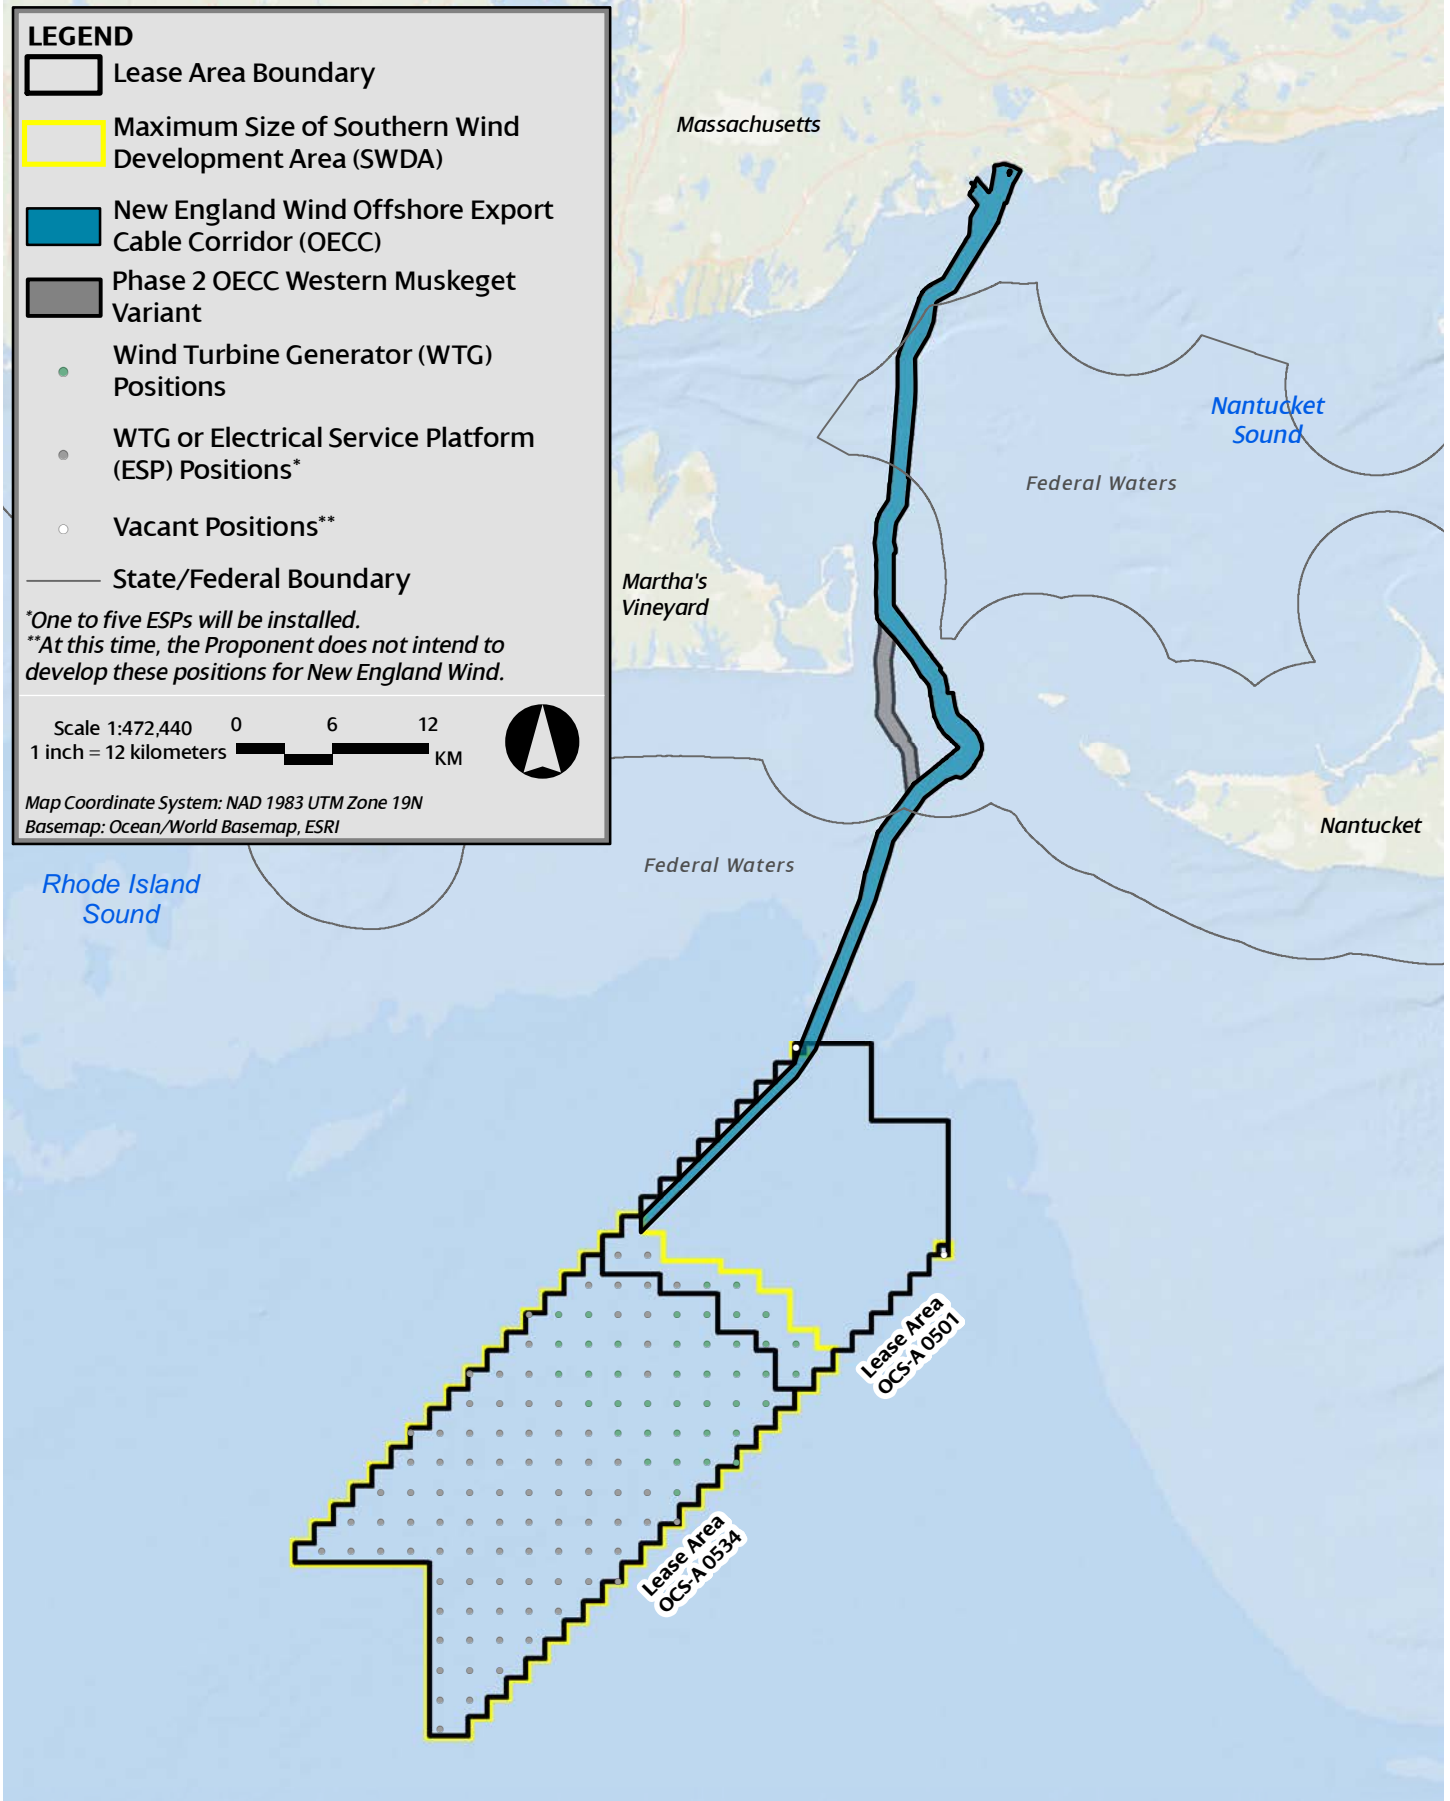 LEGEND
Lease Area Boundary
Maximum Size of Southern Wind
Development Area (SWDA)
New England Wind Offshore Export
Cable Corridor (OECC)
Phase 2 OECC Western Muskeget
Variant
Wind Turbine Generator (WTG)
Positions
WTG or Electrical Service Platform
(ESP) Positions*
Vacant Positions**
State/Federal Boundary
*One to five ESPs will be installed.
**At this time, the Proponent does not intend to
develop these positions for New England Wind.
Scale 1:472,440
1 inch = 12 kilometers
0 6 12
KM
Map Coordinate System: NAD 1983 UTM Zone 19N
Basemap: Ocean/World Basemap, ESRI
Massachusetts
Nantucket
Sound
Federal Waters
Martha's
Vineyard
Nantucket
Federal Waters
Rhode Island
Sound
Lease Area
OCS-A 0501
Lease Area
OCS-A 0534